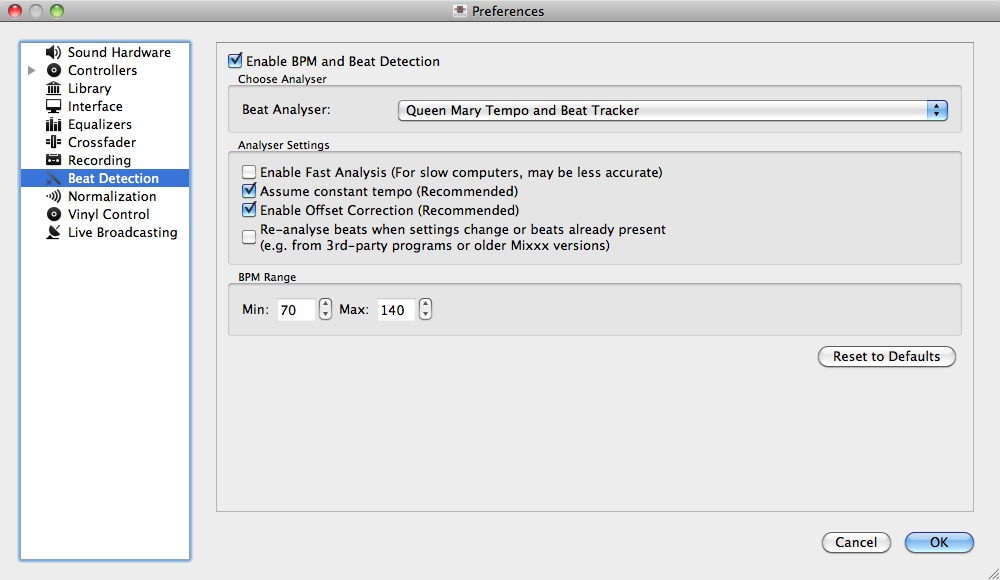 Preferences
Sound Hardware
Controllers
Library
Interface
Equalizers
Crossfader
Recording
Beat Detection
Normalization
Vinyl Control
Live Broadcasting
Enable BPM and Beat Detection
Choose Analyser
Beat Analyser: Queen Mary Tempo and Beat Tracker
Analyser Settings
Enable Fast Analysis (For slow computers, may be less accurate)
Assume constant tempo (Recommended)
Enable Offset Correction (Recommended)
Re-analyse beats when settings change or beats already present
(e.g. from 3rd-party programs or older Mixxx versions)
BPM Range
Min: 70 Max: 140
Reset to Defaults
Cancel OK